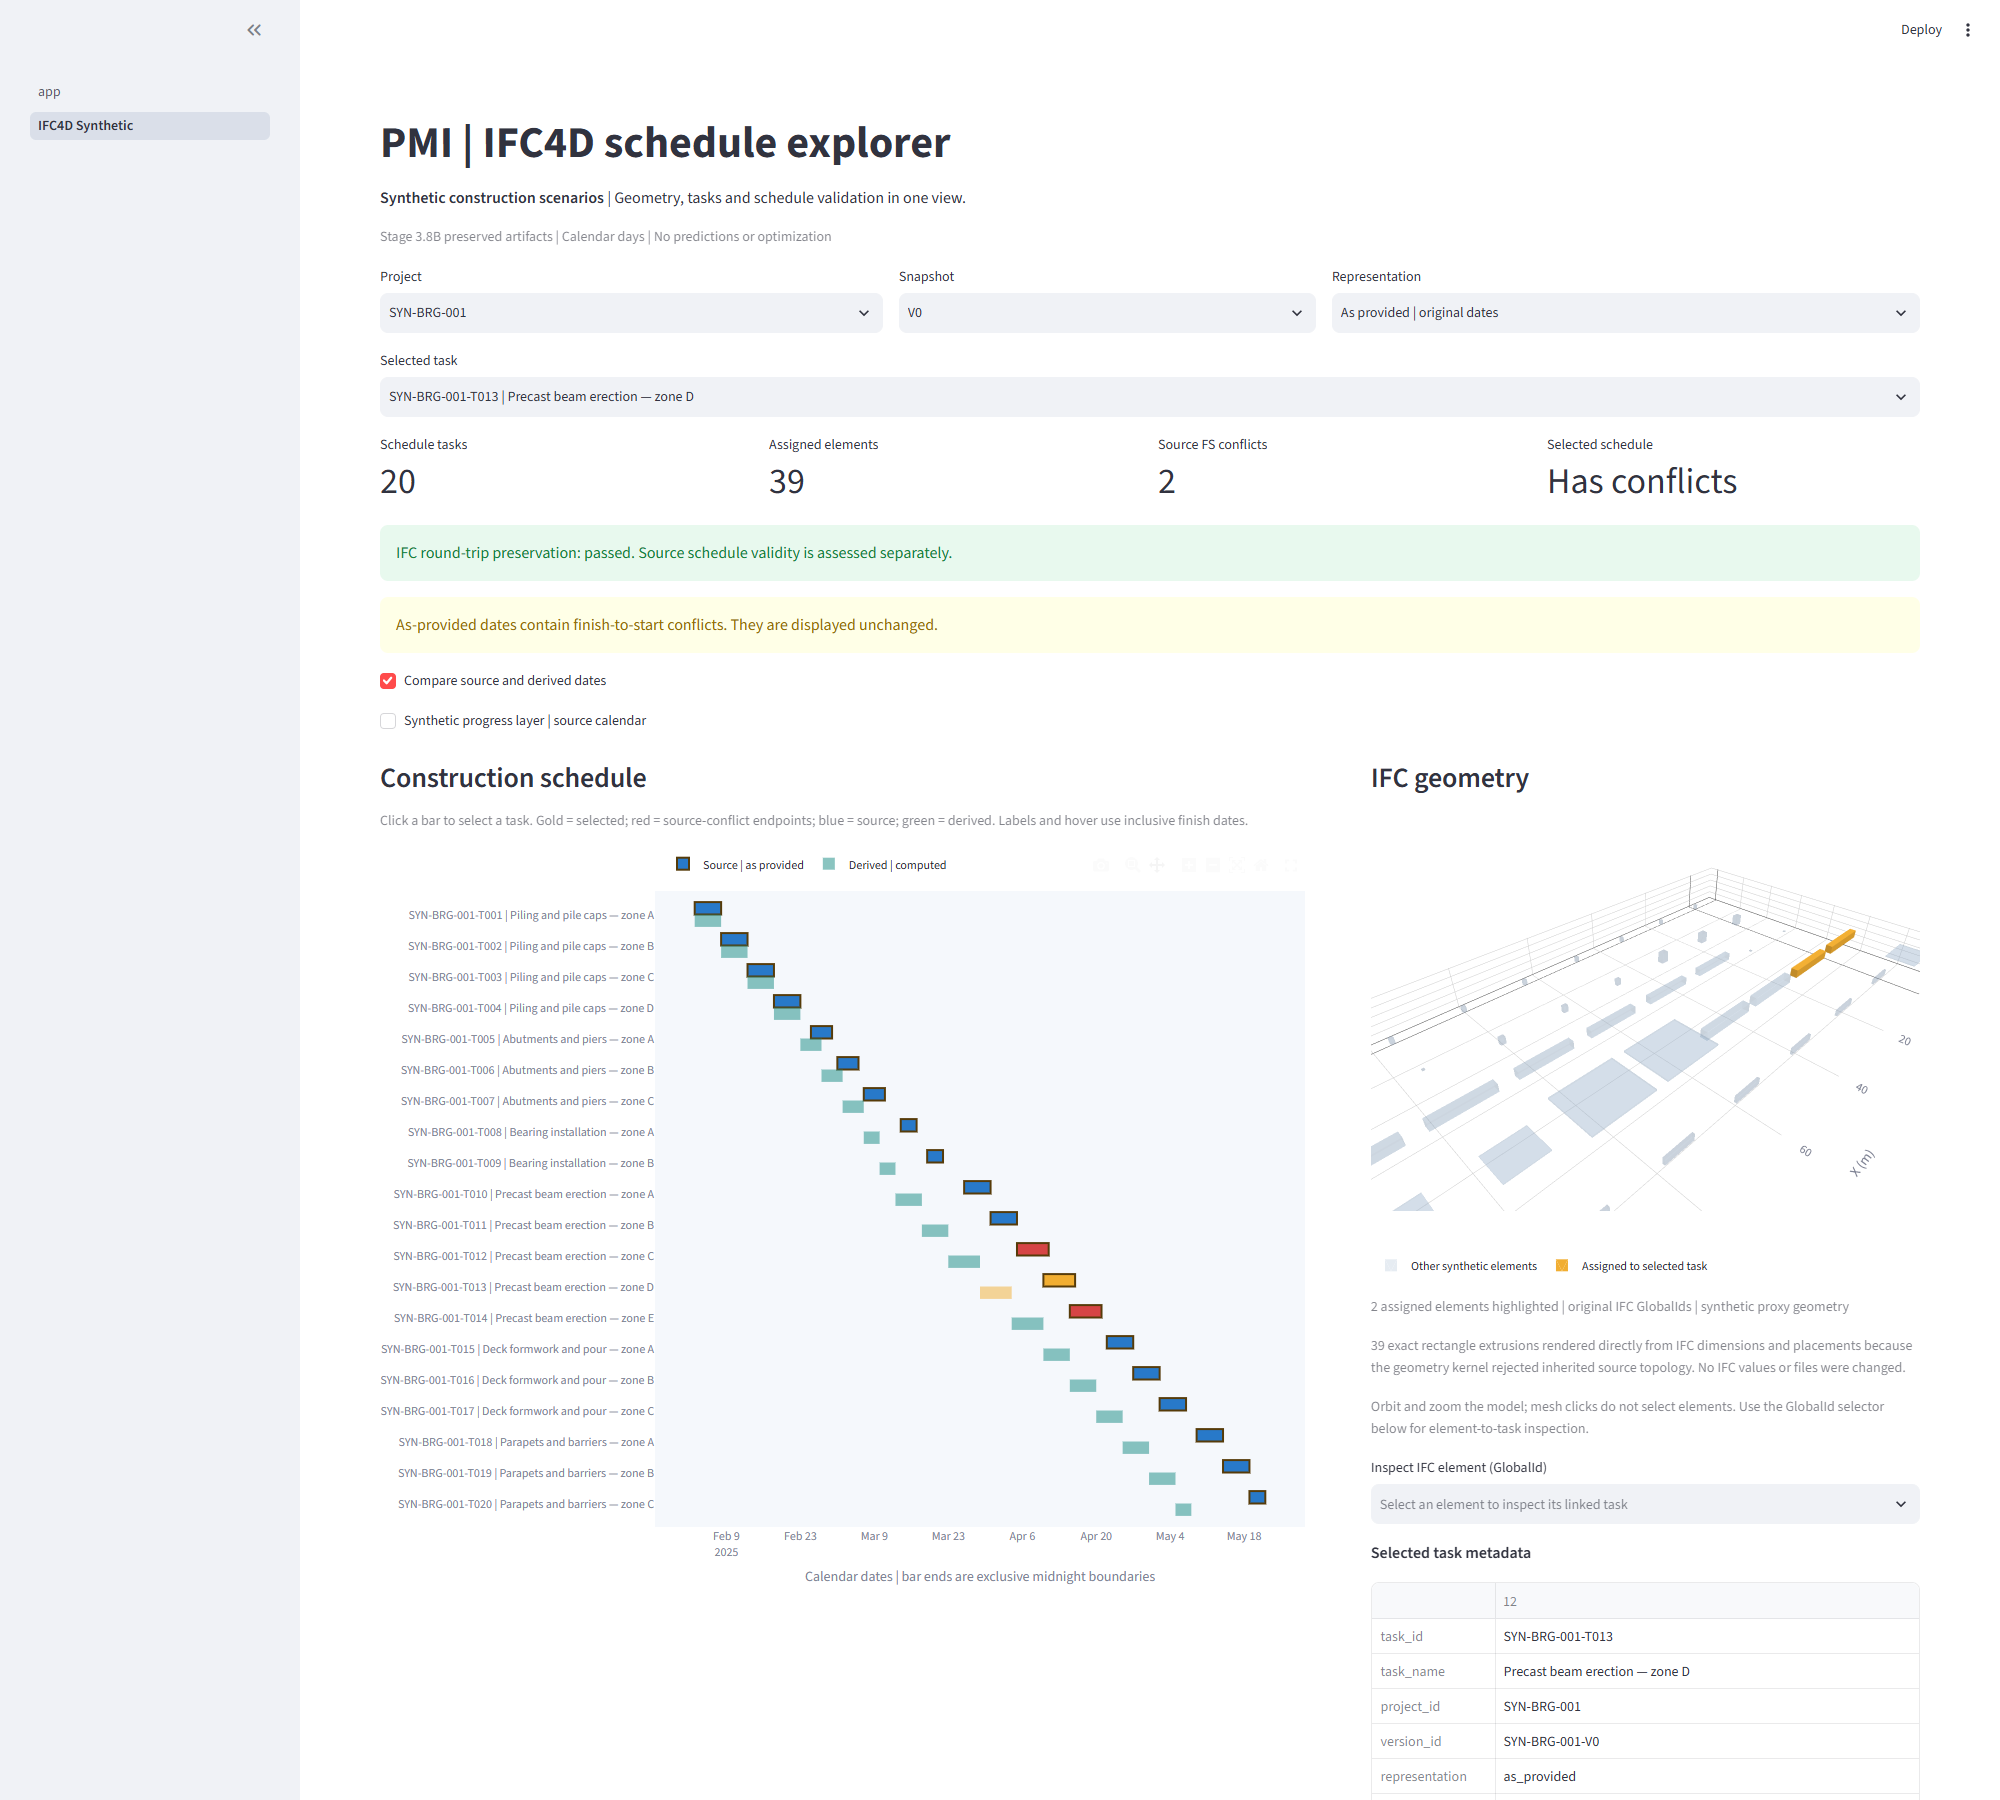 Deploy
app
IFC4D Synthetic
PMI | IFC4D schedule explorer
Synthetic construction scenarios | Geometry, tasks and schedule validation in one view.
Stage 3.8B preserved artifacts | Calendar days | No predictions or optimization
Project
Snapshot
Representation
SYN-BRG-001
V0
As provided | original dates
Selected task
SYN-BRG-001-T013 | Precast beam erection — zone D
Schedule tasks
Assigned elements
Source FS conflicts
Selected schedule
20
39
2
Has conflicts
IFC round-trip preservation: passed. Source schedule validity is assessed separately.
As-provided dates contain finish-to-start conflicts. They are displayed unchanged.
Compare source and derived dates
Synthetic progress layer | source calendar
Construction schedule
Click a bar to select a task. Gold = selected; red = source-conflict endpoints; blue = source; green = derived. Labels and hover use inclusive finish dates.
Source | as provided
Derived | computed
SYN-BRG-001-T001 | Piling and pile caps — zone A
SYN-BRG-001-T002 | Piling and pile caps — zone B
SYN-BRG-001-T003 | Piling and pile caps — zone C
SYN-BRG-001-T004 | Piling and pile caps — zone D
SYN-BRG-001-T005 | Abutments and piers — zone A
SYN-BRG-001-T006 | Abutments and piers — zone B
SYN-BRG-001-T007 | Abutments and piers — zone C
SYN-BRG-001-T008 | Bearing installation — zone A
SYN-BRG-001-T009 | Bearing installation — zone B
SYN-BRG-001-T010 | Precast beam erection — zone A
SYN-BRG-001-T011 | Precast beam erection — zone B
SYN-BRG-001-T012 | Precast beam erection — zone C
SYN-BRG-001-T013 | Precast beam erection — zone D
SYN-BRG-001-T014 | Precast beam erection — zone E
SYN-BRG-001-T015 | Deck formwork and pour — zone A
SYN-BRG-001-T016 | Deck formwork and pour — zone B
SYN-BRG-001-T017 | Deck formwork and pour — zone C
SYN-BRG-001-T018 | Parapets and barriers — zone A
SYN-BRG-001-T019 | Parapets and barriers — zone B
SYN-BRG-001-T020 | Parapets and barriers — zone C
Feb 9
2025
Feb 23
Mar 9
Mar 23
Apr 6
Apr 20
May 4
May 18
Calendar dates | bar ends are exclusive midnight boundaries
IFC geometry
20
40
60
X (m)
Other synthetic elements
Assigned to selected task
2 assigned elements highlighted | original IFC GlobalIds | synthetic proxy geometry
39 exact rectangle extrusions rendered directly from IFC dimensions and placements because
the geometry kernel rejected inherited source topology. No IFC values or files were changed.
Orbit and zoom the model; mesh clicks do not select elements. Use the GlobalId selector
below for element-to-task inspection.
Inspect IFC element (GlobalId)
Select an element to inspect its linked task
Selected task metadata
12
task_id SYN-BRG-001-T013
task_name Precast beam erection — zone D
project_id SYN-BRG-001
version_id SYN-BRG-001-V0
representation as_provided